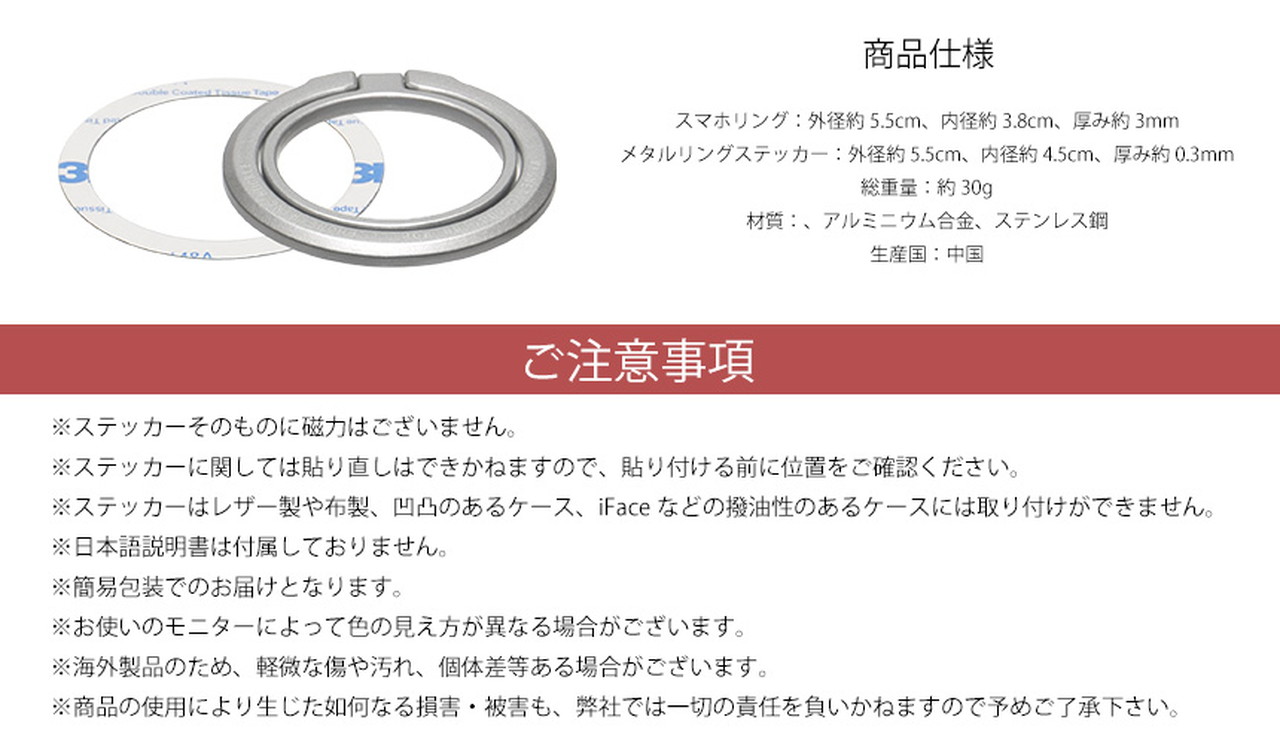 Double Coated Tissue Tape
3
Tissue
Tape
商品仕様
スマホリング：外径約 5.5cm、内径約 3.8cm、厚み約 3mm
メタルリングステッカー：外径約 5.5cm、内径約 4.5cm、厚み約 0.3mm
総重量：約 30g
材質：、アルミニウム合金、ステンレス鋼
生産国：中国
ご注意事項
※ステッカーそのものに磁力はございません。
※ステッカーに関しては貼り直しはできかねますので、貼り付ける前に位置をご確認ください。
※ステッカーはレザー製や布製、凹凸のあるケース、iFace などの撥油性のあるケースには取り付けができません。
※日本語説明書は付属しておりません。
※簡易包装でのお届けとなります。
※お使いのモニターによって色の見え方が異なる場合がございます。
※海外製品のため、軽微な傷や汚れ、個体差等ある場合がございます。
※商品の使用により生じた如何なる損害・被害も、弊社では一切の責任を負いかねますので予めご了承下さい。